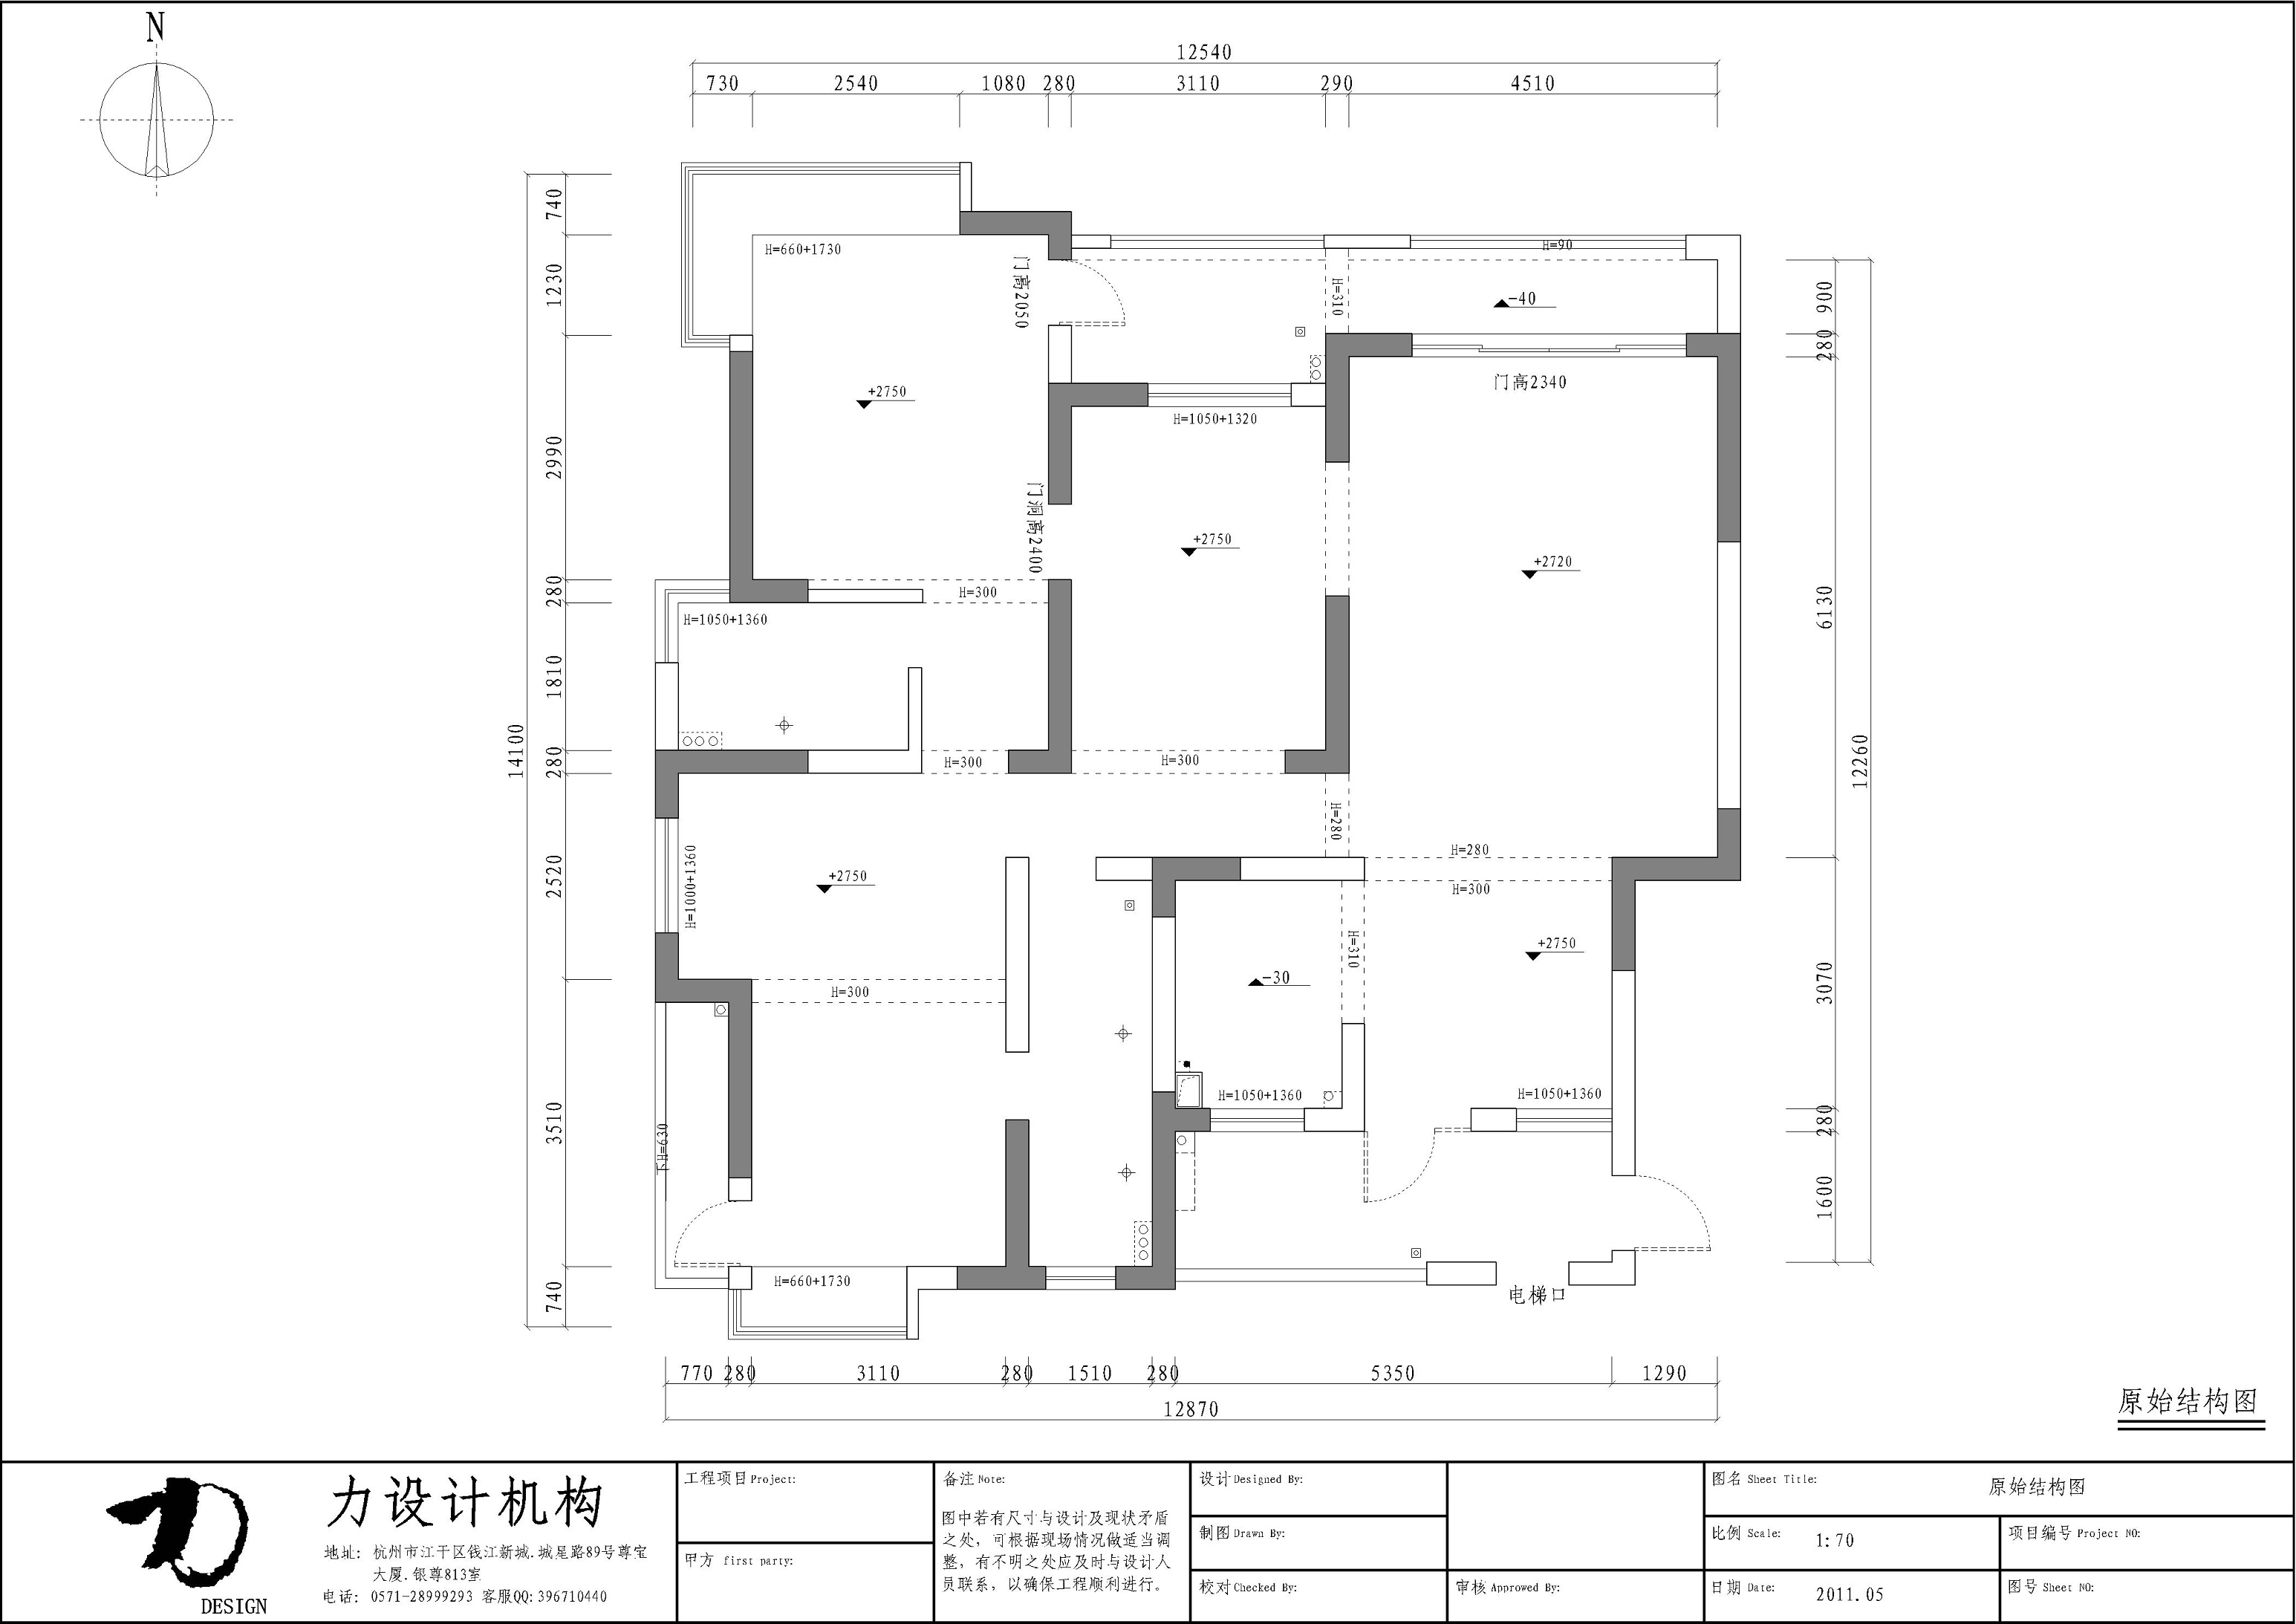 N
12540
730 2540 1080 280 3110 290 4510
740
1230
2990
280
1810
280
2520
3510
740
14100
H=660+1730
门高2050
H=90
H=310
-40
900
280
6130
3070
280
1600
12260
+2750
门高2340
H=1050+1320
门洞高2400
+2750
+2720
H=300
H=1050+1360
H=300
H=300
H=280
H=280
H=300
H=1000+1360
+2750
H=310
+2750
-30
H=300
H=1050+1360
H=1050+1360
下H=630
H=660+1730
电梯口
770 280 3110 280 1510 280 5350 1290
12870
原始结构图
力设计机构
地址: 杭州市江干区钱江新城.城星路89号尊宝
大厦.银尊813室
电话: 0571-28999293 客服QQ:396710440
DESIGN
工程项目 Project:
甲方 first party:
备注 Note:
图中若有尺寸与设计及现状矛盾
之处, 可根据现场情况做适当调
整, 有不明之处应及时与设计人
员联系, 以确保工程顺利进行。
设计 Designed By:
制图 Drawn By:
校对 Checked By:
审核 Approved By:
图名 Sheet Title:
原始结构图
比例 Scale: 1:70
项目编号 Project NO:
日期 Date: 2011.05
图号 Sheet NO: